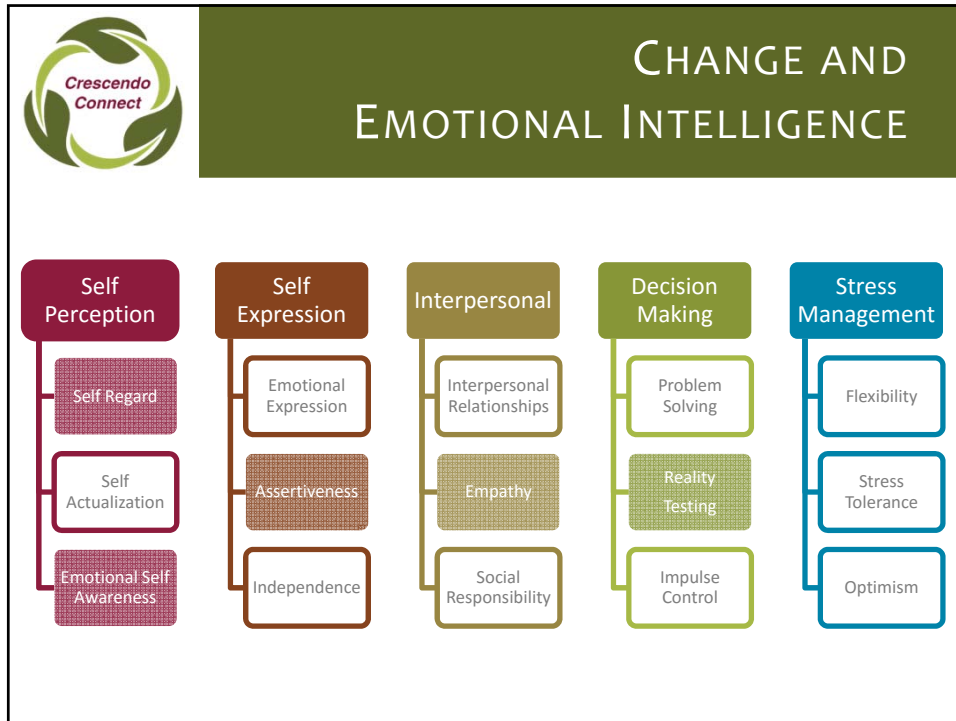 Crescendo
Connect
CHANGE AND
EMOTIONAL INTELLIGENCE
Self
Perception
Self Regard
Self
Actualization
Emotional Self
Awareness
Self
Expression
Emotional
Expression
Assertiveness
Independence
Interpersonal
Interpersonal
Relationships
Empathy
Social
Responsibility
Decision
Making
Problem
Solving
Reality
Testing
Impulse
Control
Stress
Management
Flexibility
Stress
Tolerance
Optimism